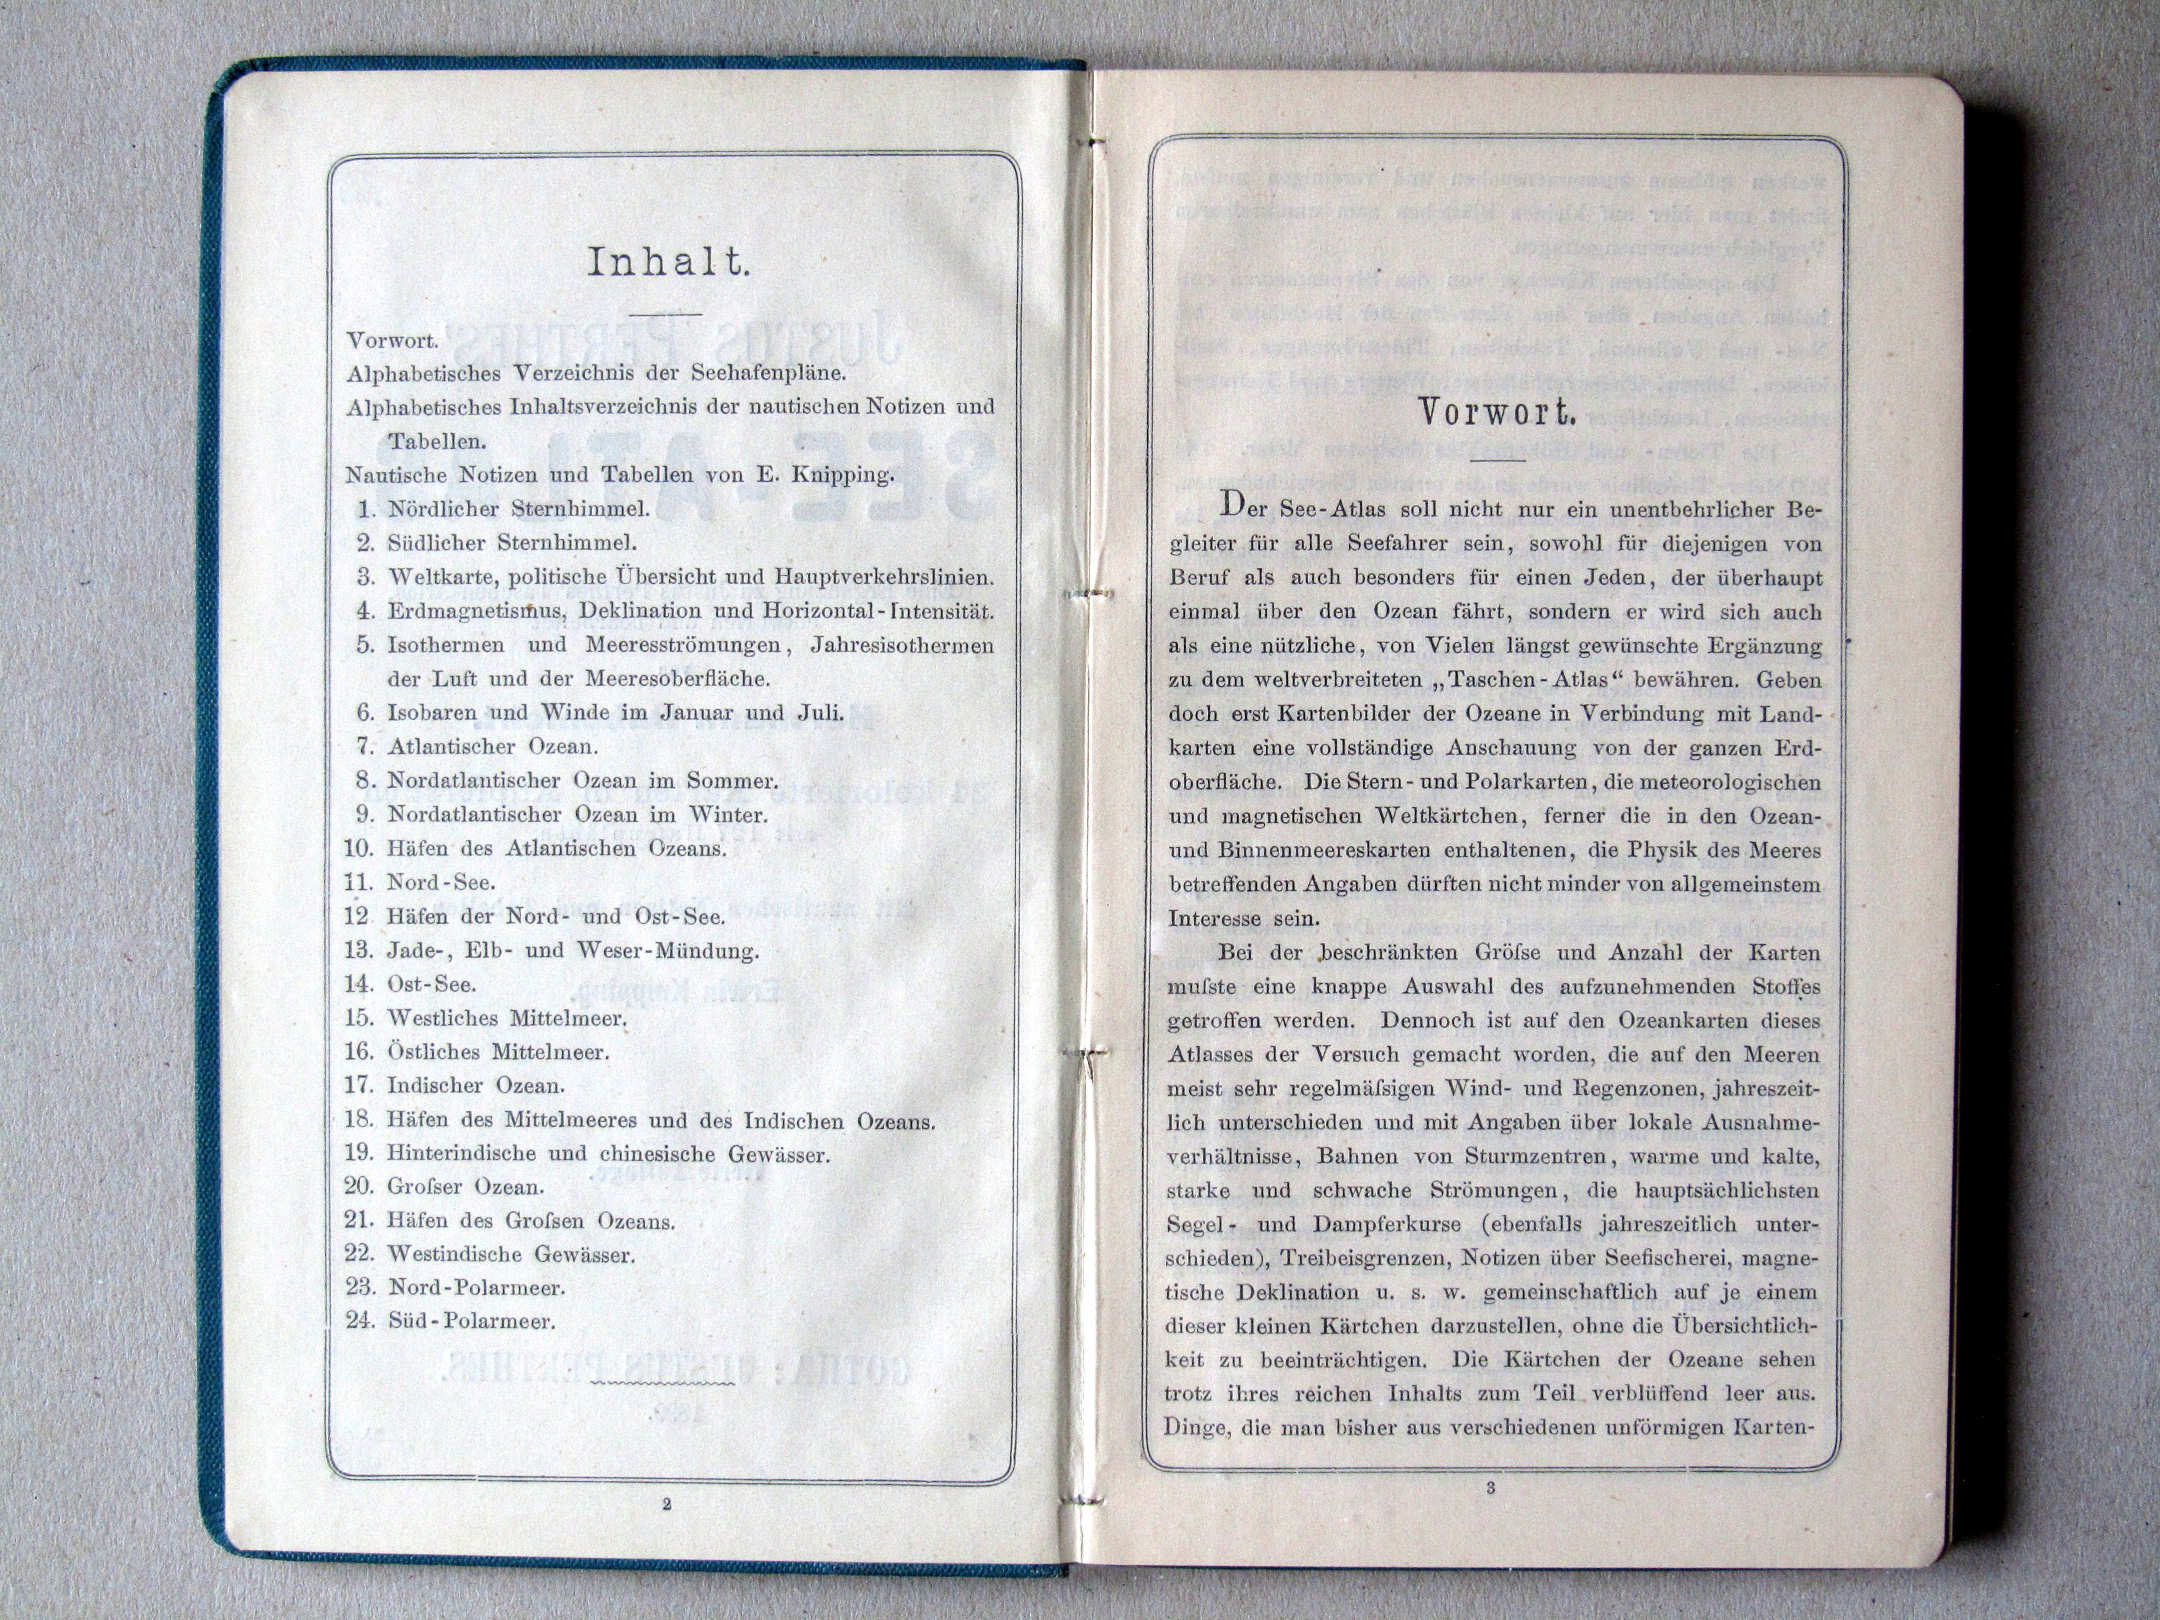 Inhalt.
Vorwort.
Alphabetisches Verzeichnis der Seehafenpläne.
Alphabetisches Inhaltsverzeichnis der nautischen Notizen und
Tabellen.
Nautische Notizen und Tabellen von E. Knipping.
1. Nördlicher Sternhimmel.
2. Südlicher Sternhimmel.
3. Weltkarte, politische Übersicht und Hauptverkehrslinien.
4. Erdmagnetismus, Deklination und Horizontal-Intensität.
5. Isothermen und Meeresströmungen, Jahresisothermen
der Luft und der Meeresoberfläche.
6. Isobaren und Winde im Januar und Juli.
7. Atlantischer Ozean.
8. Nordatlantischer Ozean im Sommer.
9. Nordatlantischer Ozean im Winter.
10. Häfen des Atlantischen Ozeans.
11. Nord-See.
12 Häfen der Nord- und Ost-See.
13. Jade-, Elb- und Weser-Mündung.
14. Ost-See.
15. Westliches Mittelmeer.
16. Östliches Mittelmeer.
17. Indischer Ozean.
18. Häfen des Mittelmeeres und des Indischen Ozeans.
19. Hinterindische und chinesische Gewässer.
20. Groſser Ozean.
21. Häfen des Groſsen Ozeans.
22. Westindische Gewässer.
23. Nord-Polarmeer.
24. Süd-Polarmeer.
2
Vorwort.
Der See-Atlas soll nicht nur ein unentbehrlicher Be-
gleiter für alle Seefahrer sein, sowohl für diejenigen von
Beruf als auch besonders für einen Jeden, der überhaupt
einmal über den Ozean fährt, sondern er wird sich auch
als eine nützliche, von Vielen längst gewünschte Ergänzung
zu dem weltverbreiteten „Taschen-Atlas“ bewähren. Geben
doch erst Kartenbilder der Ozeane in Verbindung mit Land-
karten eine vollständige Anschauung von der ganzen Erd-
oberfläche. Die Stern- und Polarkarten, die meteorologischen
und magnetischen Weltkärtchen, ferner die in den Ozean-
und Binnenmeereskarten enthaltenen, die Physik des Meeres
betreffenden Angaben dürften nicht minder von allgemeinstem
Interesse sein.
Bei der beschränkten Gröſse und Anzahl der Karten
muſste eine knappe Auswahl des aufzunehmenden Stoffes
getroffen werden. Dennoch ist auf den Ozeankarten dieses
Atlasses der Versuch gemacht worden, die auf den Meeren
meist sehr regelmäſsigen Wind- und Regenzonen, jahreszeit-
lich unterschieden und mit Angaben über lokale Ausnahme-
verhältnisse, Bahnen von Sturmzentren, warme und kalte,
starke und schwache Strömungen, die hauptsächlichsten
Segel- und Dampferkurse (ebenfalls jahreszeitlich unter-
schieden), Treibeisgrenzen, Notizen über Seefischerei, magne-
tische Deklination u. s. w. gemeinschaftlich auf je einem
dieser kleinen Kärtchen darzustellen, ohne die Übersichtlich-
keit zu beeinträchtigen. Die Kärtchen der Ozeane sehen
trotz ihres reichen Inhalts zum Teil verblüffend leer aus.
Dinge, die man bisher aus verschiedenen unförmigen Karten-
3